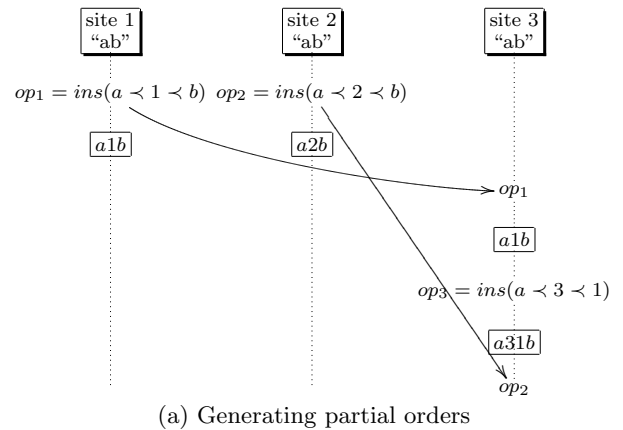 site 1
“ab”
site 2
“ab”
site 3
“ab”
op₁ = ins(a ≺ 1 ≺ b)
op₂ = ins(a ≺ 2 ≺ b)
a1b
a2b
op₁
a1b
op₃ = ins(a ≺ 3 ≺ 1)
a31b
op₂
(a) Generating partial orders